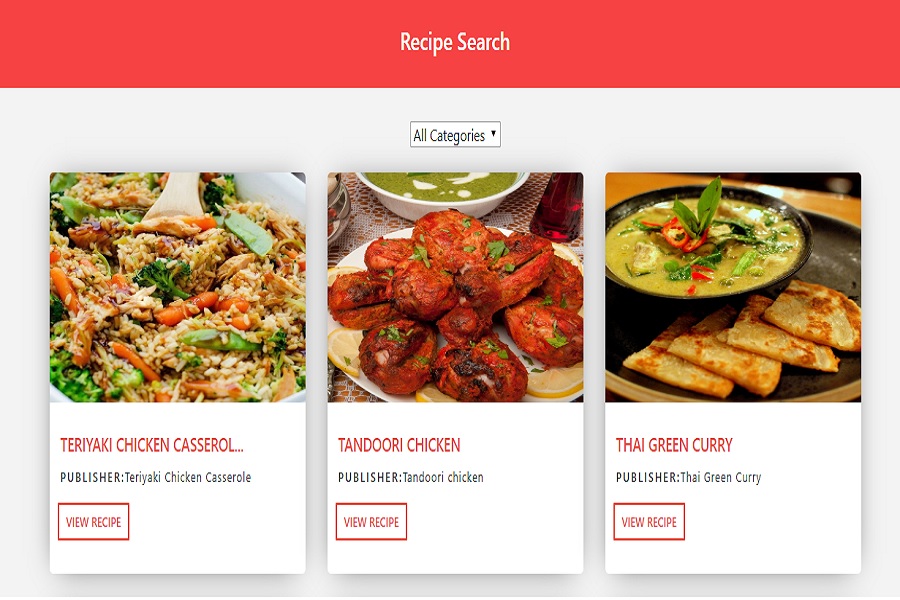 Recipe Search
All Categories
TERIYAKI CHICKEN CASSEROL...
PUBLISHER:Teriyaki Chicken Casserole
VIEW RECIPE
TANDOORI CHICKEN
PUBLISHER:Tandoori chicken
VIEW RECIPE
THAI GREEN CURRY
PUBLISHER:Thai Green Curry
VIEW RECIPE